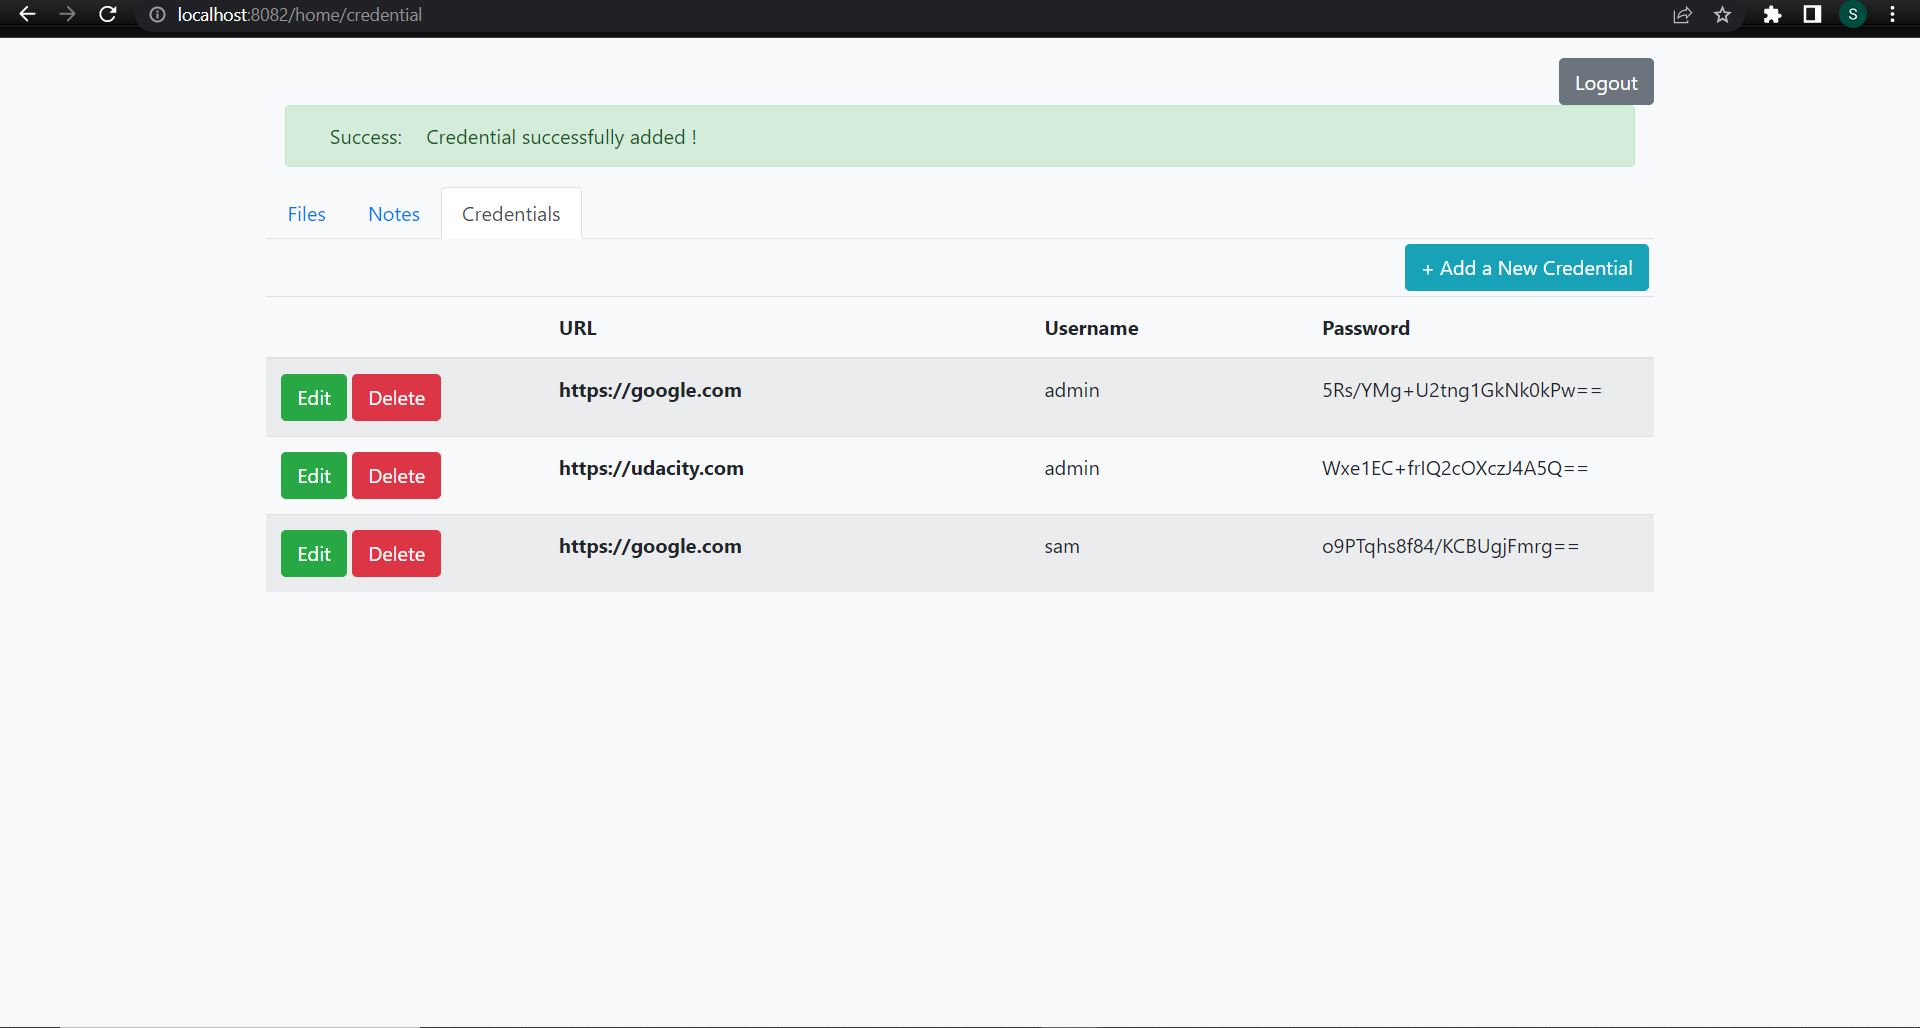 localhost:8082/home/credential
S
Logout
Success: Credential successfully added !
Files Notes Credentials
+ Add a New Credential
URL Username Password
Edit Delete https://google.com admin 5Rs/YMg+U2tng1GkNk0kPw==
Edit Delete https://udacity.com admin Wxe1EC+frIQ2cOXczJ4A5Q==
Edit Delete https://google.com sam o9PTqhs8f84/KCBUgjFmrg==